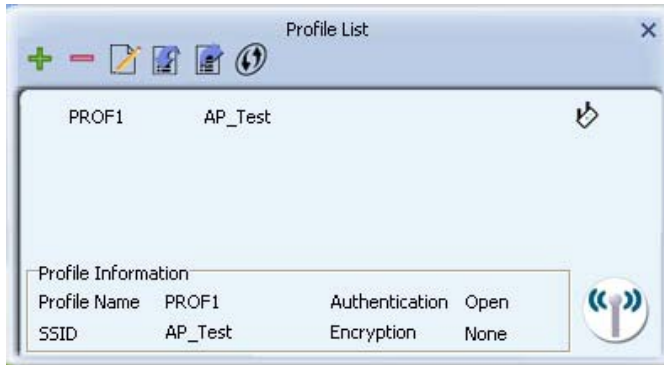 Profile List
PROF1 AP_Test
Profile Information
Profile Name PROF1 Authentication Open
SSID AP_Test Encryption None